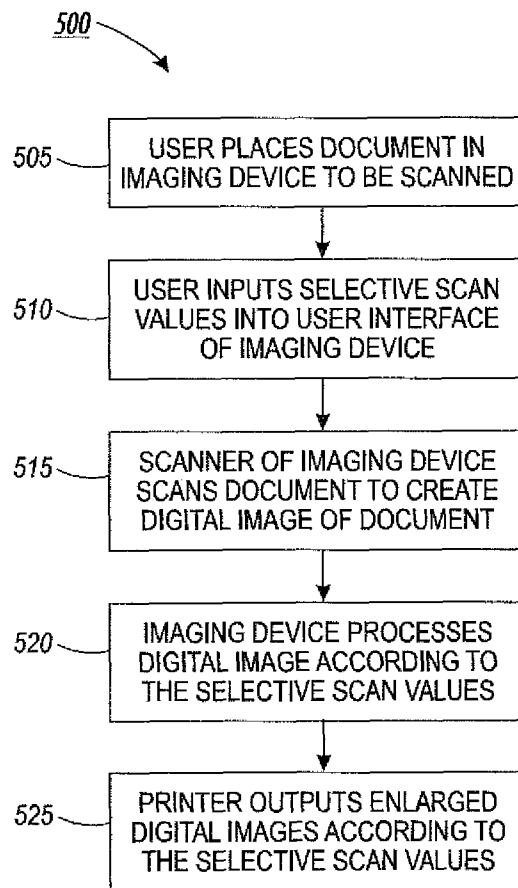 500
505
USER PLACES DOCUMENT IN
IMAGING DEVICE TO BE SCANNED
510
USER INPUTS SELECTIVE SCAN
VALUES INTO USER INTERFACE
OF IMAGING DEVICE
515
SCANNER OF IMAGING DEVICE
SCANS DOCUMENT TO CREATE
DIGITAL IMAGE OF DOCUMENT
520
IMAGING DEVICE PROCESSES
DIGITAL IMAGE ACCORDING TO
THE SELECTIVE SCAN VALUES
525
PRINTER OUTPUTS ENLARGED
DIGITAL IMAGES ACCORDING TO
THE SELECTIVE SCAN VALUES